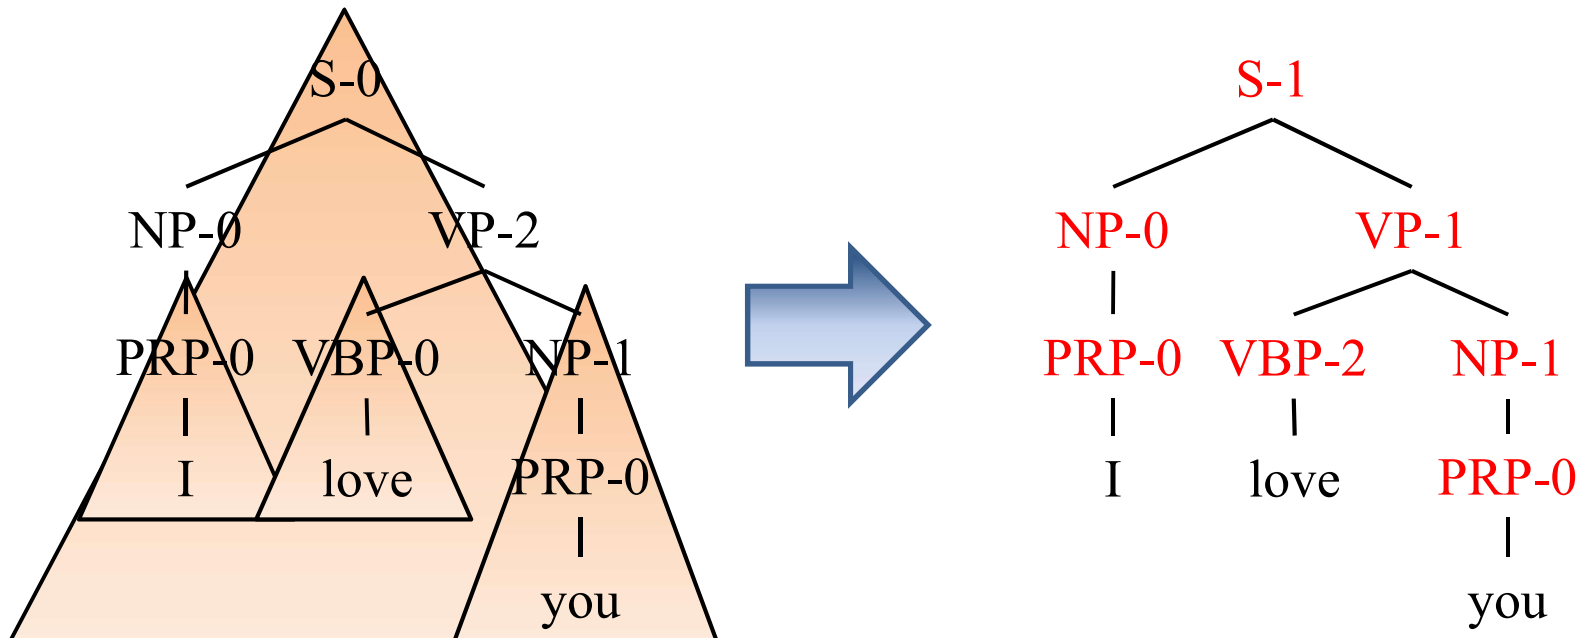 S-0
NP-0 VP-2
PRP-0 VBP-0 NP-1
I love PRP-0
you
S-1
NP-0 VP-1
PRP-0 VBP-2 NP-1
I love PRP-0
you